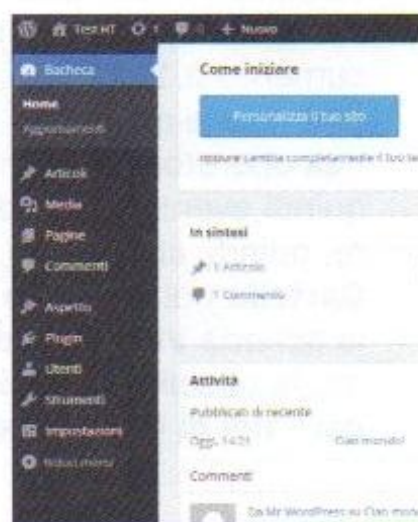 Test HT 1 0 + Nuovo
Bacheca
Home
Aggiornamenti
Articoli
Media
Pagine
Commenti
Aspetto
Plugin
Utenti
Strumenti
Impostazioni
Riduci menu
Come iniziare
Personalizza il tuo sito
oppure cambia completamente il tuo
In sintesi
1 Articolo
1 Commento
Attività
Pubblicati di recente
Oggi, 14:21 Ciao mondo!
Commenti
Da Mr WordPress su Ciao